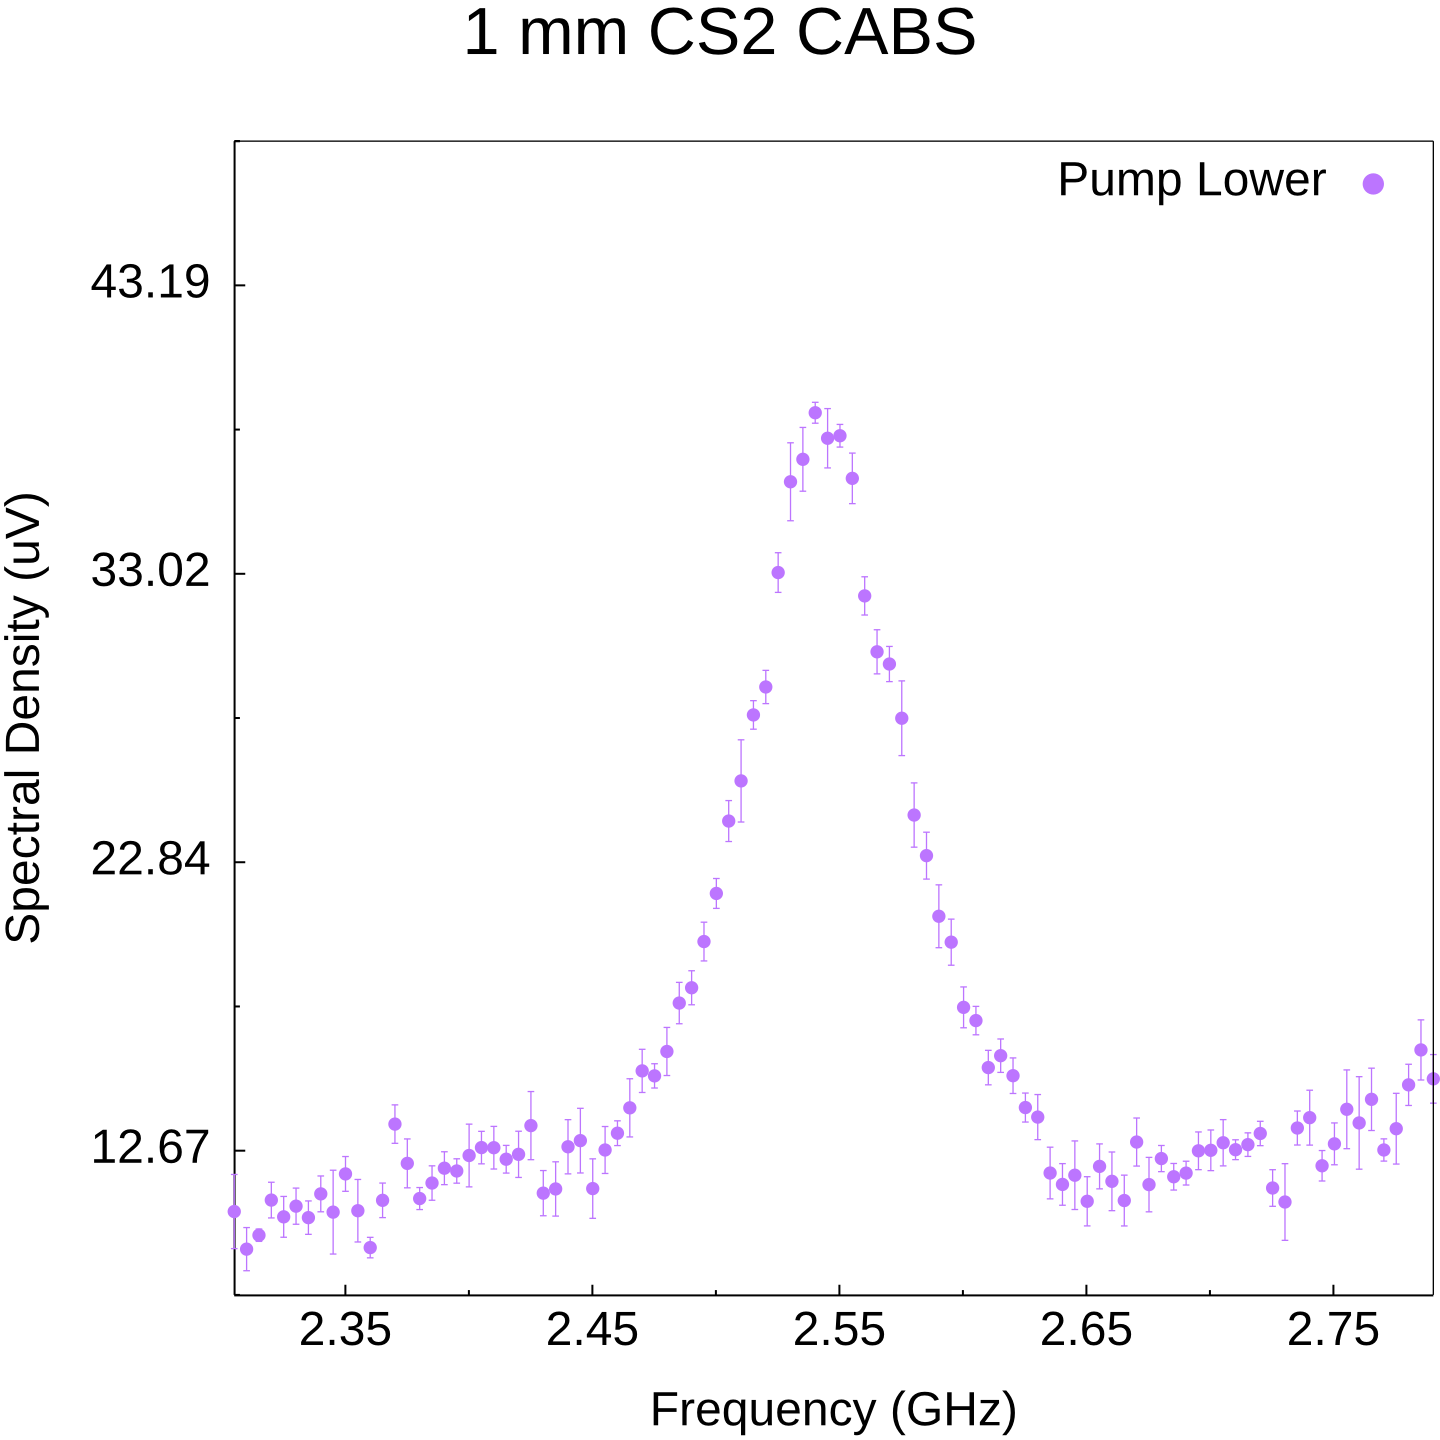 1 mm CS2 CABS
Pump Lower
43.19
33.02
22.84
12.67
Spectral Density (uV)
2.35 2.45 2.55 2.65 2.75
Frequency (GHz)